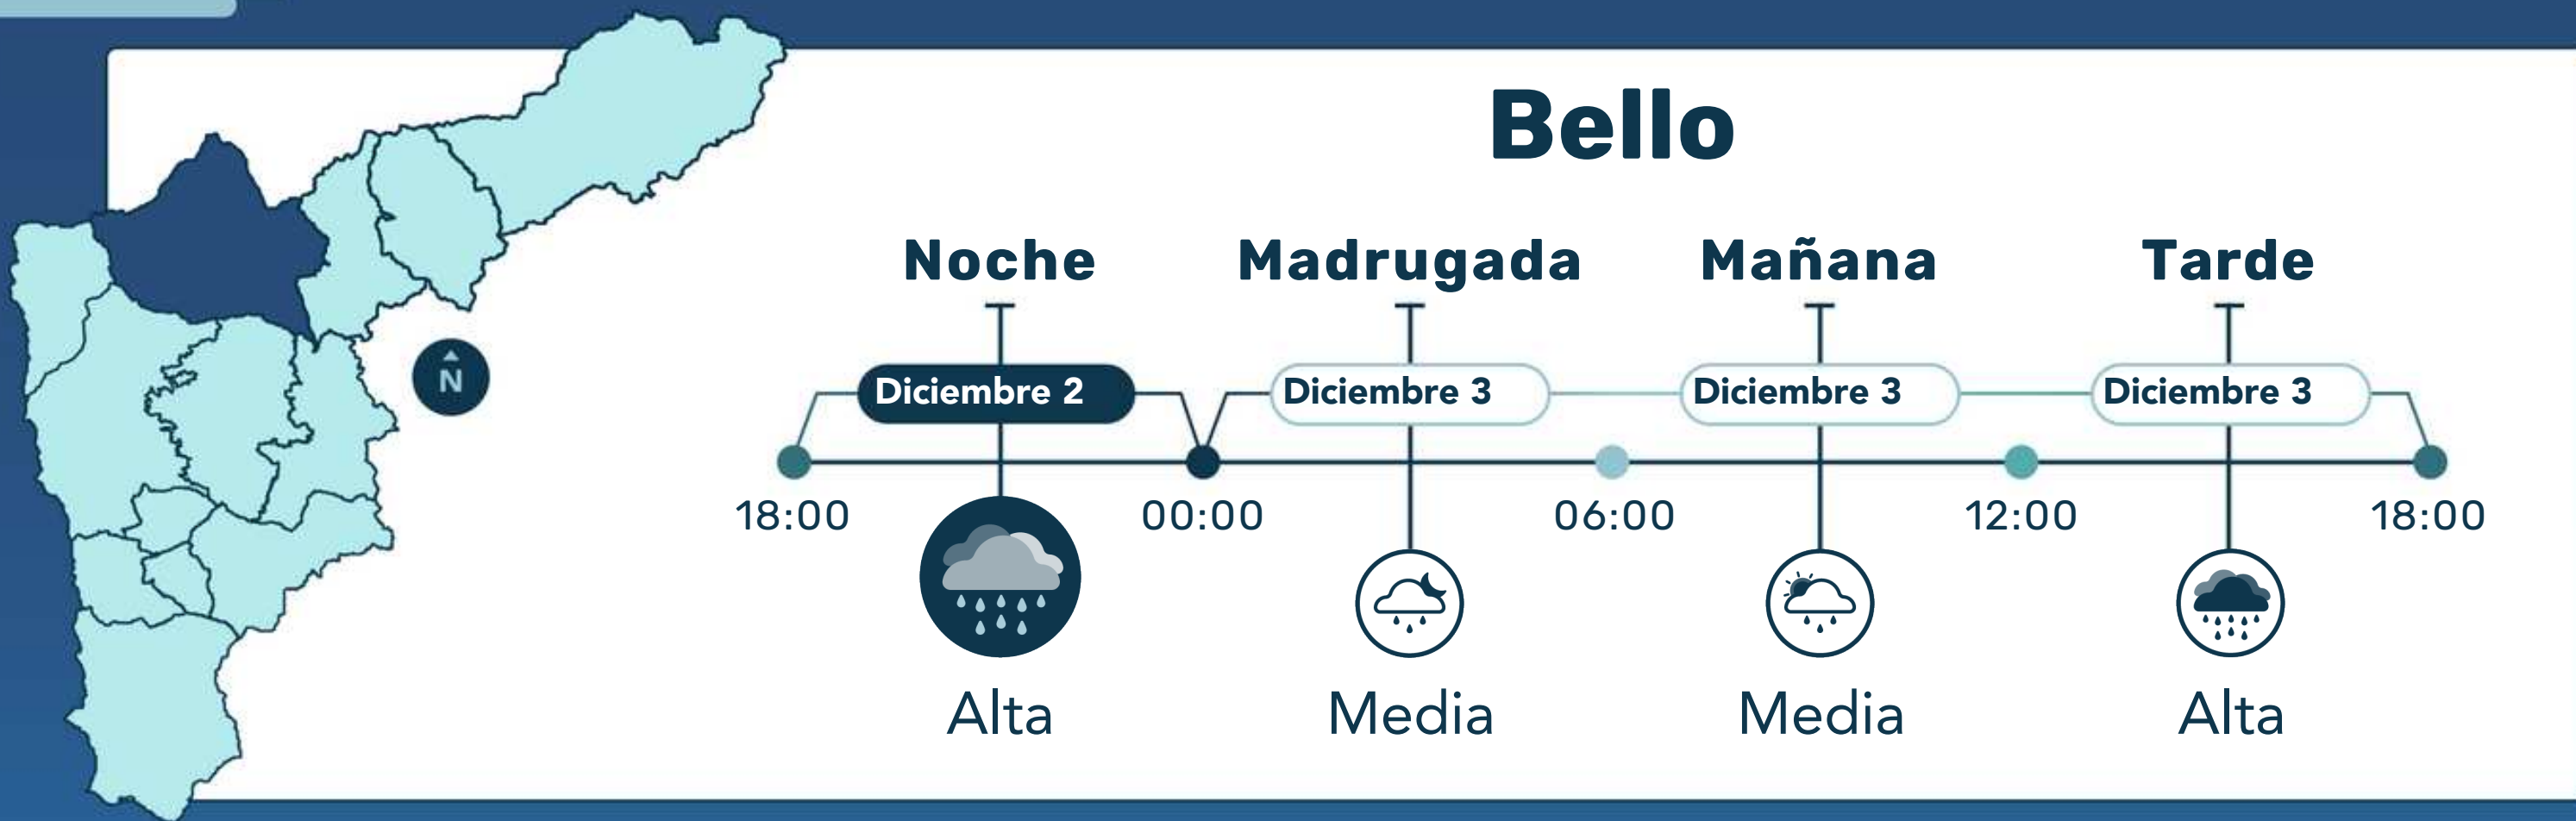 Bello
Noche Madrugada Mañana Tarde
Diciembre 2 Diciembre 3 Diciembre 3 Diciembre 3
N
18:00 00:00 06:00 12:00 18:00
Alta Media Media Alta